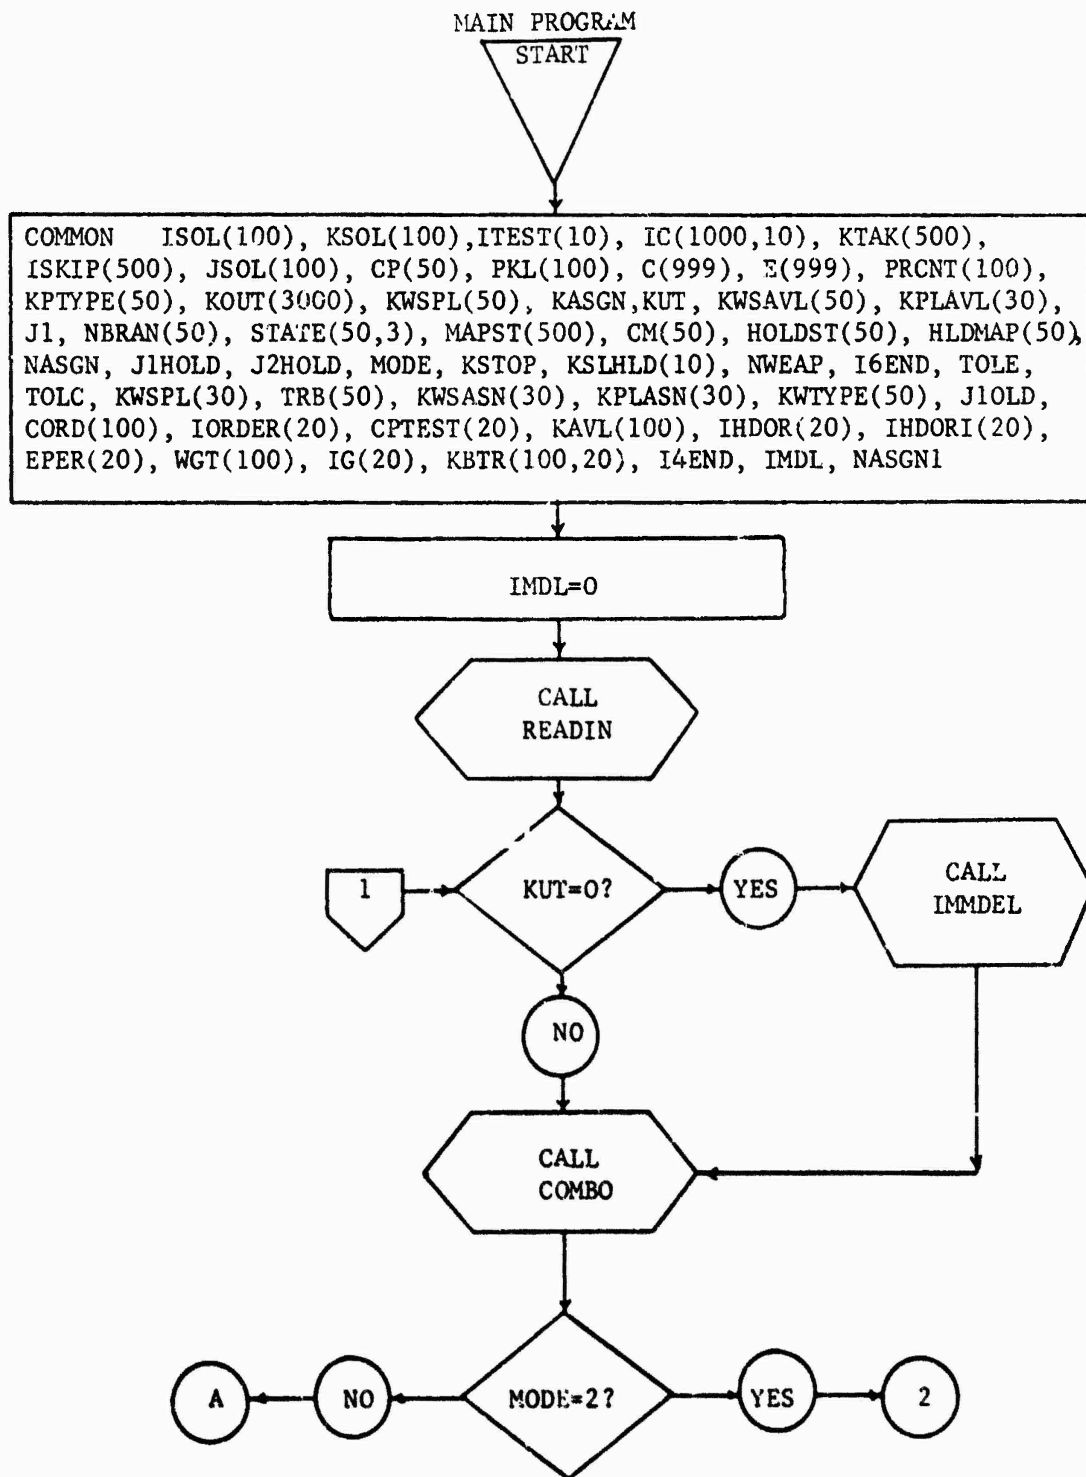 MAIN PROGRAM
START
COMMON ISOL(100), KSOL(100),ITEST(10), IC(1000,10), KTAK(500),
ISKIP(500), JSOL(100), CP(50), PKL(100), C(999), E(999), PRCNT(100),
KPTYPE(50), KOUT(3000), KWSPL(50), KASGN,KUT, KWSAVL(50), KPLAVL(30),
J1, NBRAN(50), STATE(50,3), MAPST(500), CM(50), HOLDST(50), HLDMAP(50),
NASGN, J1HOLD, J2HOLD, MODE, KSTOP, KSLHLD(10), NWEAP, I6END, TOLE,
TOLC, KWSPL(30), TRB(50), KWSASN(30), KPLASN(30), KWTYPE(50), J1OLD,
CORD(100), IORDER(20), CPTEST(20), KAVL(100), IHDOR(20), IHDORI(20),
EPER(20), WGT(100), IG(20), KBTR(100,20), I4END, IMDL, NASGN1
IMDL=0
CALL
READIN
1
KUT=0?
YES
CALL
IMMDEL
NO
CALL
COMBO
A
NO
MODE=2?
YES
2